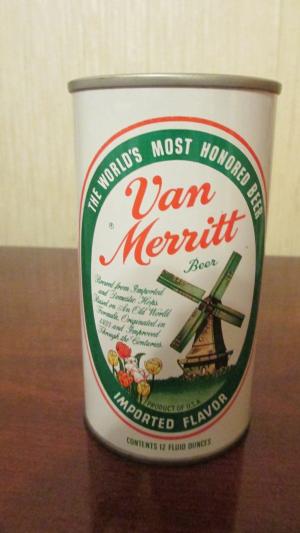 THE WORLD'S MOST HONORED BEER
Van
Merritt
®
Beer
Brewed from Imported
and Domestic Hops.
Based on An Old World
Formula, Originated in
and Improved
Through the Centuries.
PRODUCT OF U.S.A.
IMPORTED FLAVOR
CONTENTS 12 FLUID OUNCES